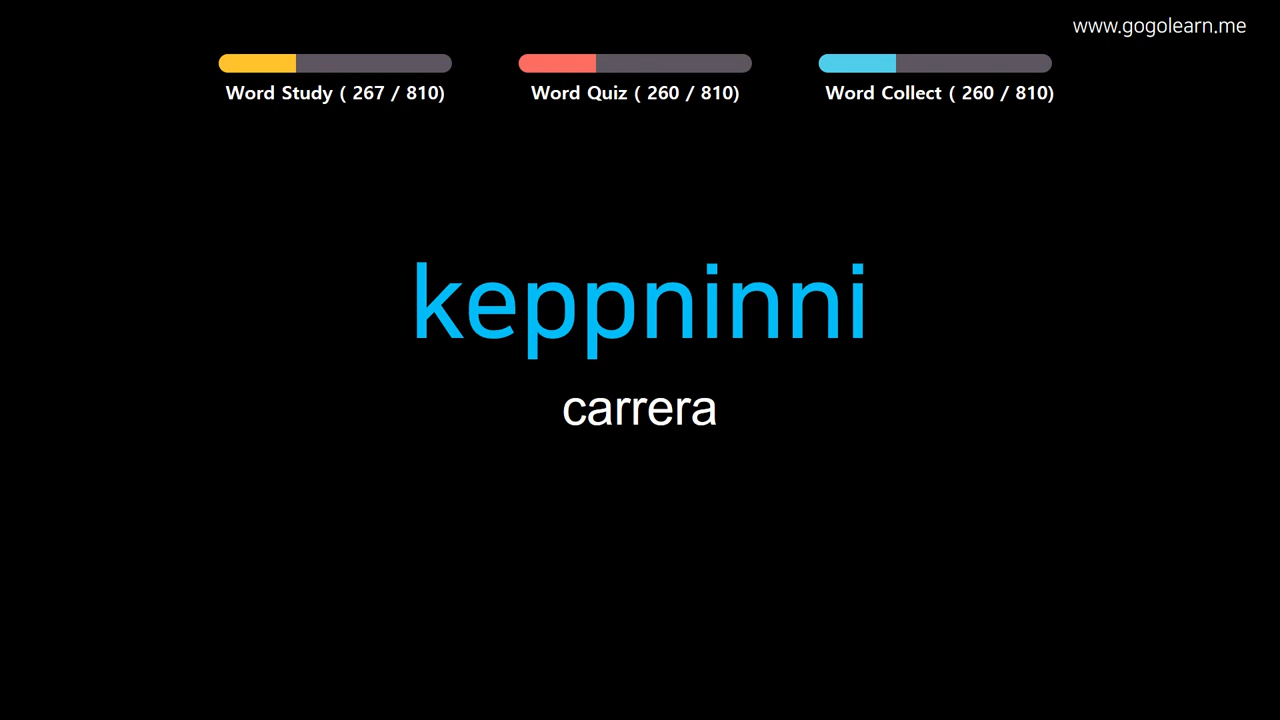 www.gogolearn.me
Word Study ( 267 / 810)
Word Quiz ( 260 / 810)
Word Collect ( 260 / 810)
keppninni
carrera